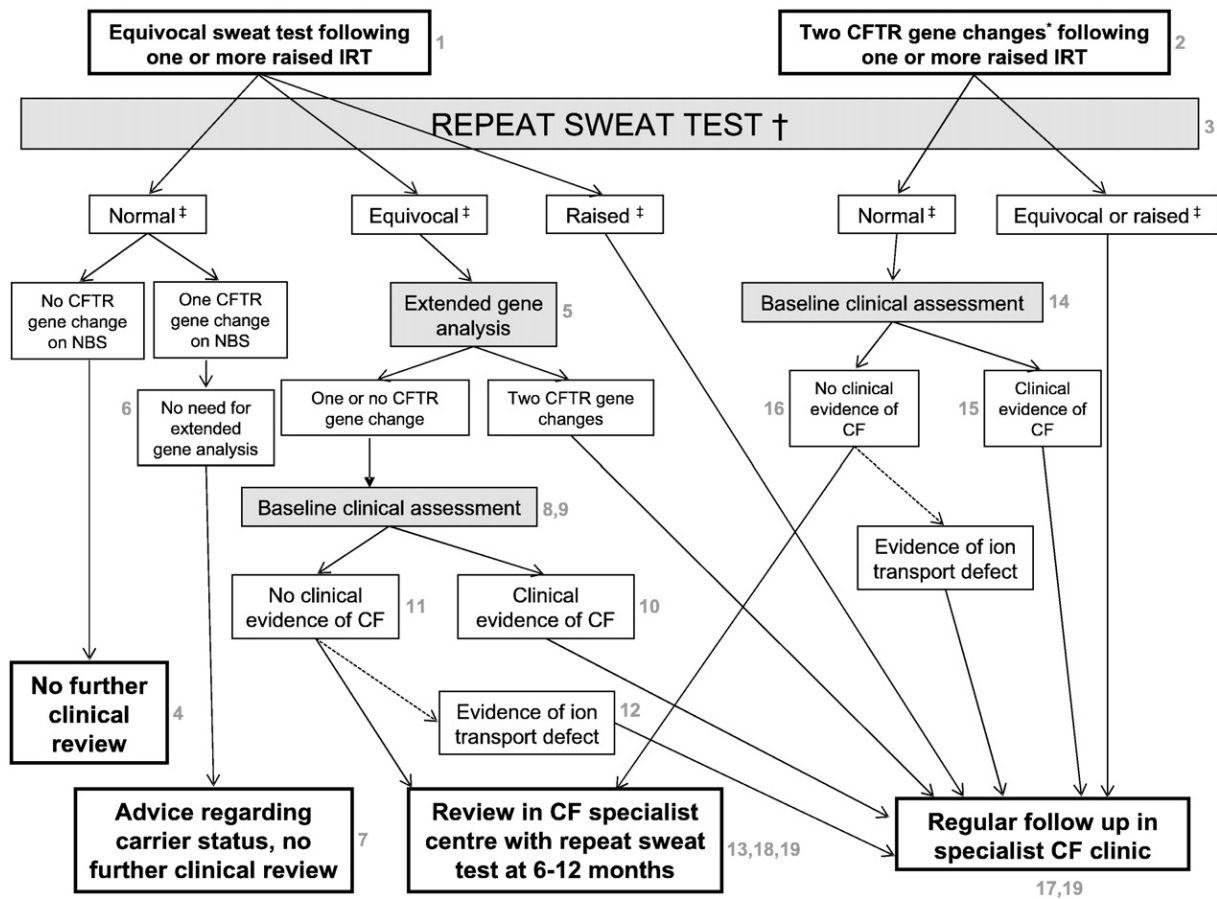 Equivocal sweat test following
one or more raised IRT
1
Two CFTR gene changes* following
one or more raised IRT
2
REPEAT SWEAT TEST †
3
Normal ‡
Equivocal ‡
Raised ‡
Normal ‡
Equivocal or raised ‡
No CFTR
gene change
on NBS
One CFTR
gene change
on NBS
Extended gene
analysis
5
Baseline clinical assessment
14
6
No need for
extended
gene analysis
One or no CFTR
gene change
Two CFTR gene
changes
16
No clinical
evidence of
CF
15
Clinical
evidence of
CF
Baseline clinical assessment
8,9
Evidence of ion
transport defect
No clinical
evidence of CF
11
Clinical
evidence of CF
10
No further
clinical
review
4
Evidence of ion
transport defect
12
Advice regarding
carrier status, no
further clinical review
7
Review in CF specialist
centre with repeat sweat
test at 6-12 months
13,18,19
Regular follow up in
specialist CF clinic
17,19